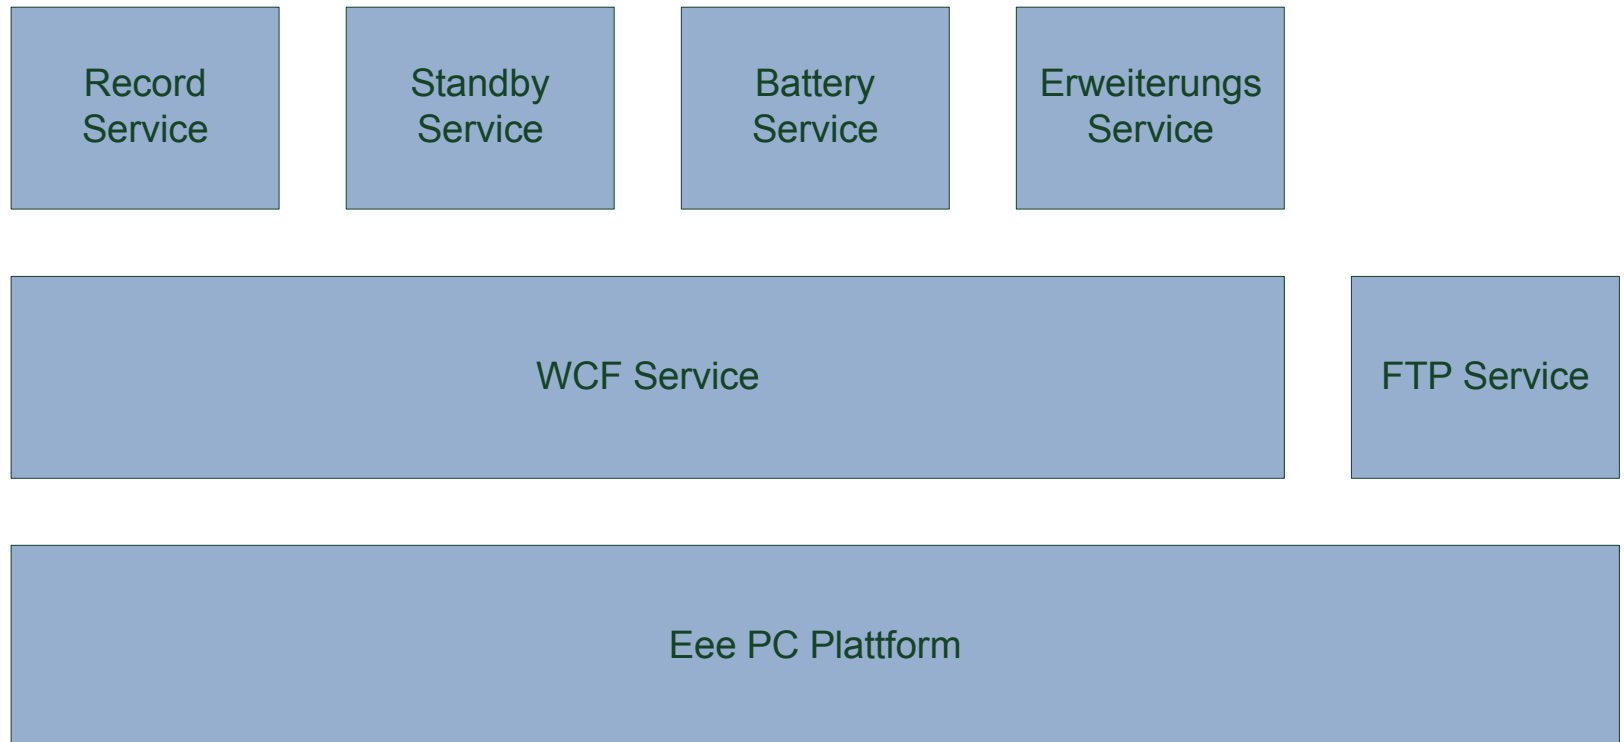 Record
Service
Standby
Service
Battery
Service
Erweiterungs
Service
WCF Service
FTP Service
Eee PC Plattform